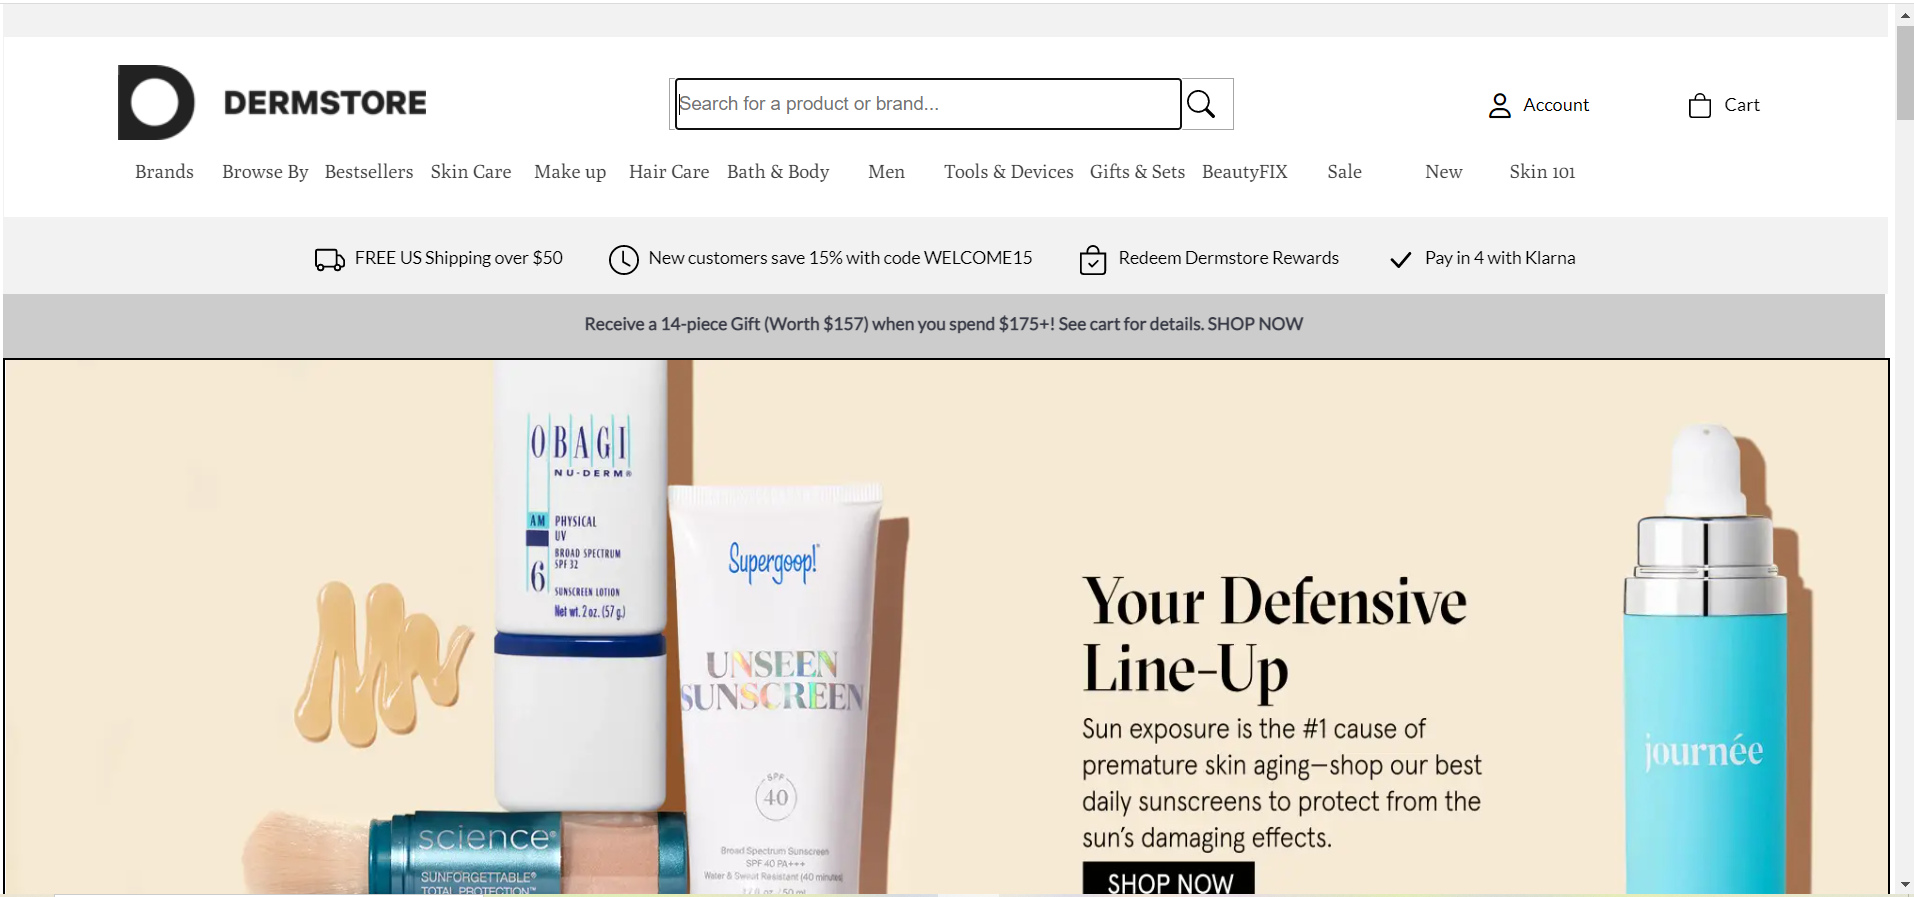 DERMSTORE
Search for a product or brand...
Account
Cart
Brands Browse By Bestsellers Skin Care Make up Hair Care Bath & Body Men Tools & Devices Gifts & Sets BeautyFIX Sale New Skin 101
FREE US Shipping over $50
New customers save 15% with code WELCOME15
Redeem Dermstore Rewards
Pay in 4 with Klarna
Receive a 14-piece Gift (Worth $157) when you spend $175+! See cart for details. SHOP NOW
OBAGI
NU-DERM®
AM PHYSICAL
UV
BROAD SPECTRUM
SPF 32
6
SUNSCREEN LOTION
Net wt. 2 oz. (57 g.)
Supergoop!
UNSEEN
SUNSCREEN
SPF
40
Broad Spectrum Sunscreen
SPF 40 PA+++
Water & Sweat Resistant (40 minutes)
1.7 fl. oz. / 50 ml
science®
SUNFORGETTABLE®
TOTAL PROTECTION™
Your Defensive
Line-Up
Sun exposure is the #1 cause of
premature skin aging—shop our best
daily sunscreens to protect from the
sun's damaging effects.
SHOP NOW
journée